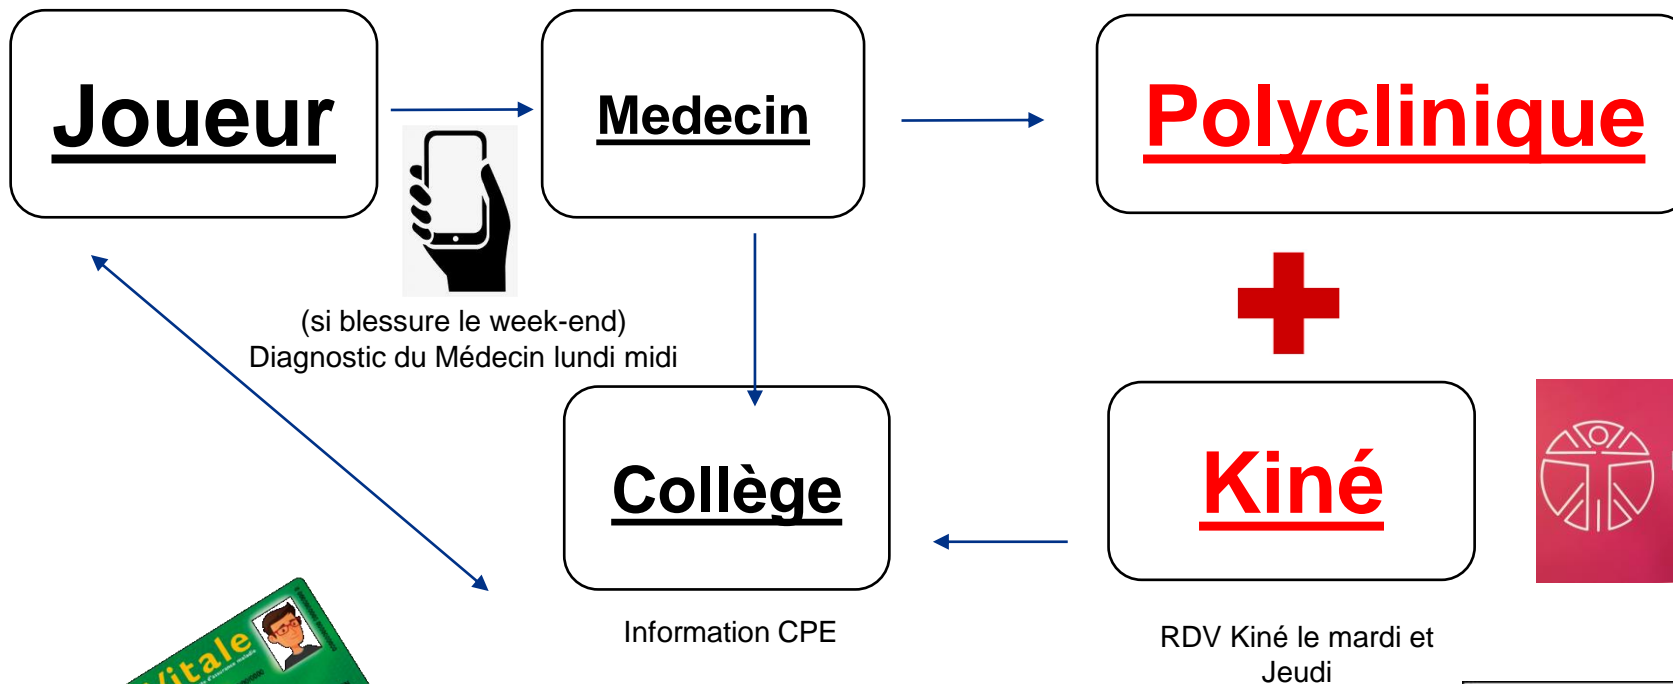 Joueur
Medecin
Polyclinique
(si blessure le week-end)
Diagnostic du Médecin lundi midi
Collège
Kiné
Information CPE
RDV Kiné le mardi et
Jeudi
Vitale